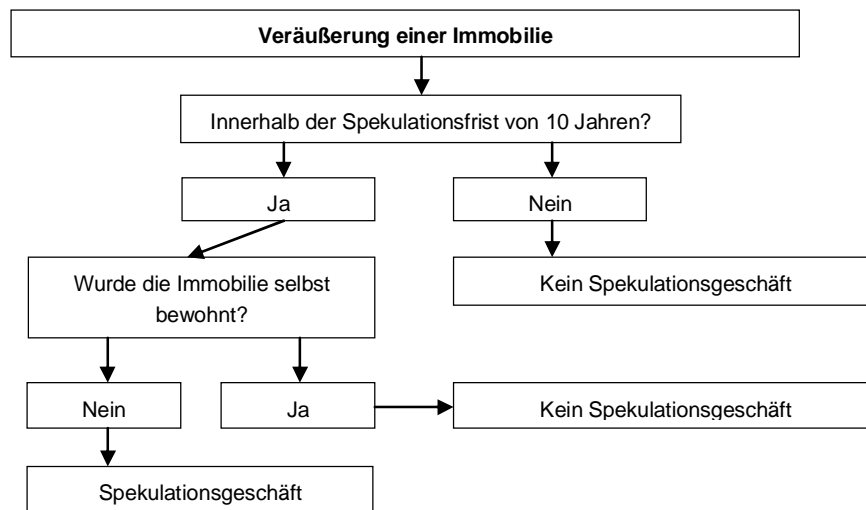 Veräußerung einer Immobilie
Innerhalb der Spekulationsfrist von 10 Jahren?
Ja
Nein
Wurde die Immobilie selbst
bewohnt?
Kein Spekulationsgeschäft
Nein
Ja
Kein Spekulationsgeschäft
Spekulationsgeschäft